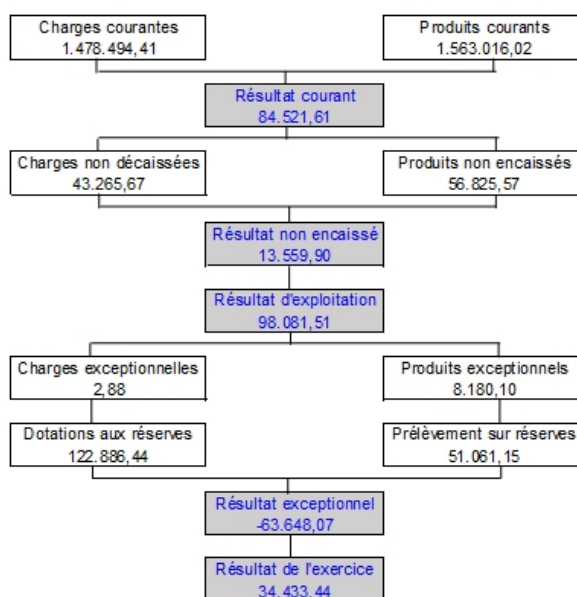 Charges courantes
1.478.494,41
Produits courants
1.563.016,02
Résultat courant
84.521,61
Charges non décaissées
43.265,67
Produits non encaissés
56.825,57
Résultat non encaissé
13.559,90
Résultat d'exploitation
98.081,51
Charges exceptionnelles
2,88
Produits exceptionnels
8.180,10
Dotations aux réserves
122.886,44
Prélèvement sur réserves
51.061,15
Résultat exceptionnel
-63.648,07
Résultat de l'exercice
34.433,44